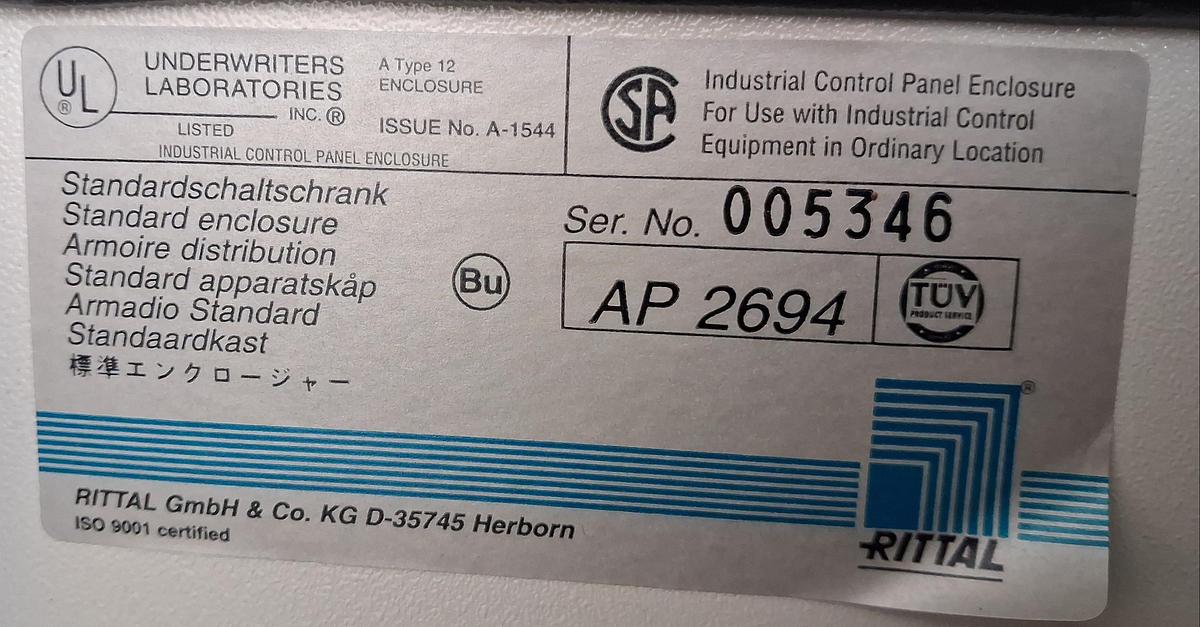 UL ®
UNDERWRITERS
LABORATORIES
INC. ®
LISTED
INDUSTRIAL CONTROL PANEL ENCLOSURE
A Type 12
ENCLOSURE
ISSUE No. A-1544
SA
Industrial Control Panel Enclosure
For Use with Industrial Control
Equipment in Ordinary Location
Standardschaltschrank
Standard enclosure
Armoire distribution
Standard apparatskåp
Armadio Standard
Standaardkast
標準エンクロージャー
Bu
Ser. No. 005346
AP 2694
TÜV
PRODUCT SERVICE
®
RITTAL
RITTAL GmbH & Co. KG D-35745 Herborn
ISO 9001 certified